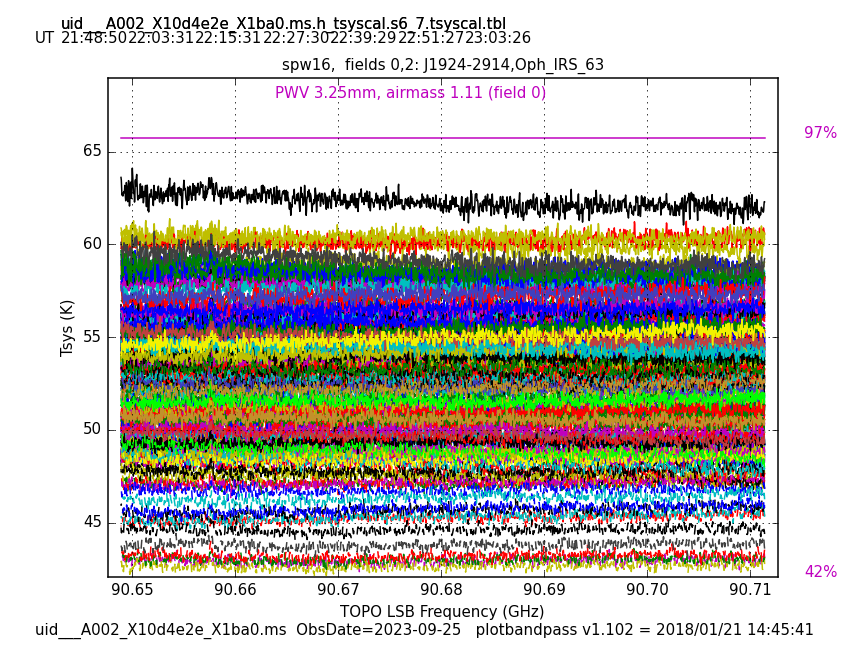 uid___A002_X10d4e2e_X1ba0.ms.h_tsyscal.s6_7.tsyscal.tbl
UT 21:48:50 22:03:31 22:15:31 22:27:30 22:39:29 22:51:27 23:03:26
spw16, fields 0,2: J1924-2914,Oph_IRS_63
PWV 3.25mm, airmass 1.11 (field 0)
97%
65
60
55
50
45
Tsys (K)
42%
90.65 90.66 90.67 90.68 90.69 90.70 90.71
TOPO LSB Frequency (GHz)
uid___A002_X10d4e2e_X1ba0.ms ObsDate=2023-09-25 plotbandpass v1.102 = 2018/01/21 14:45:41